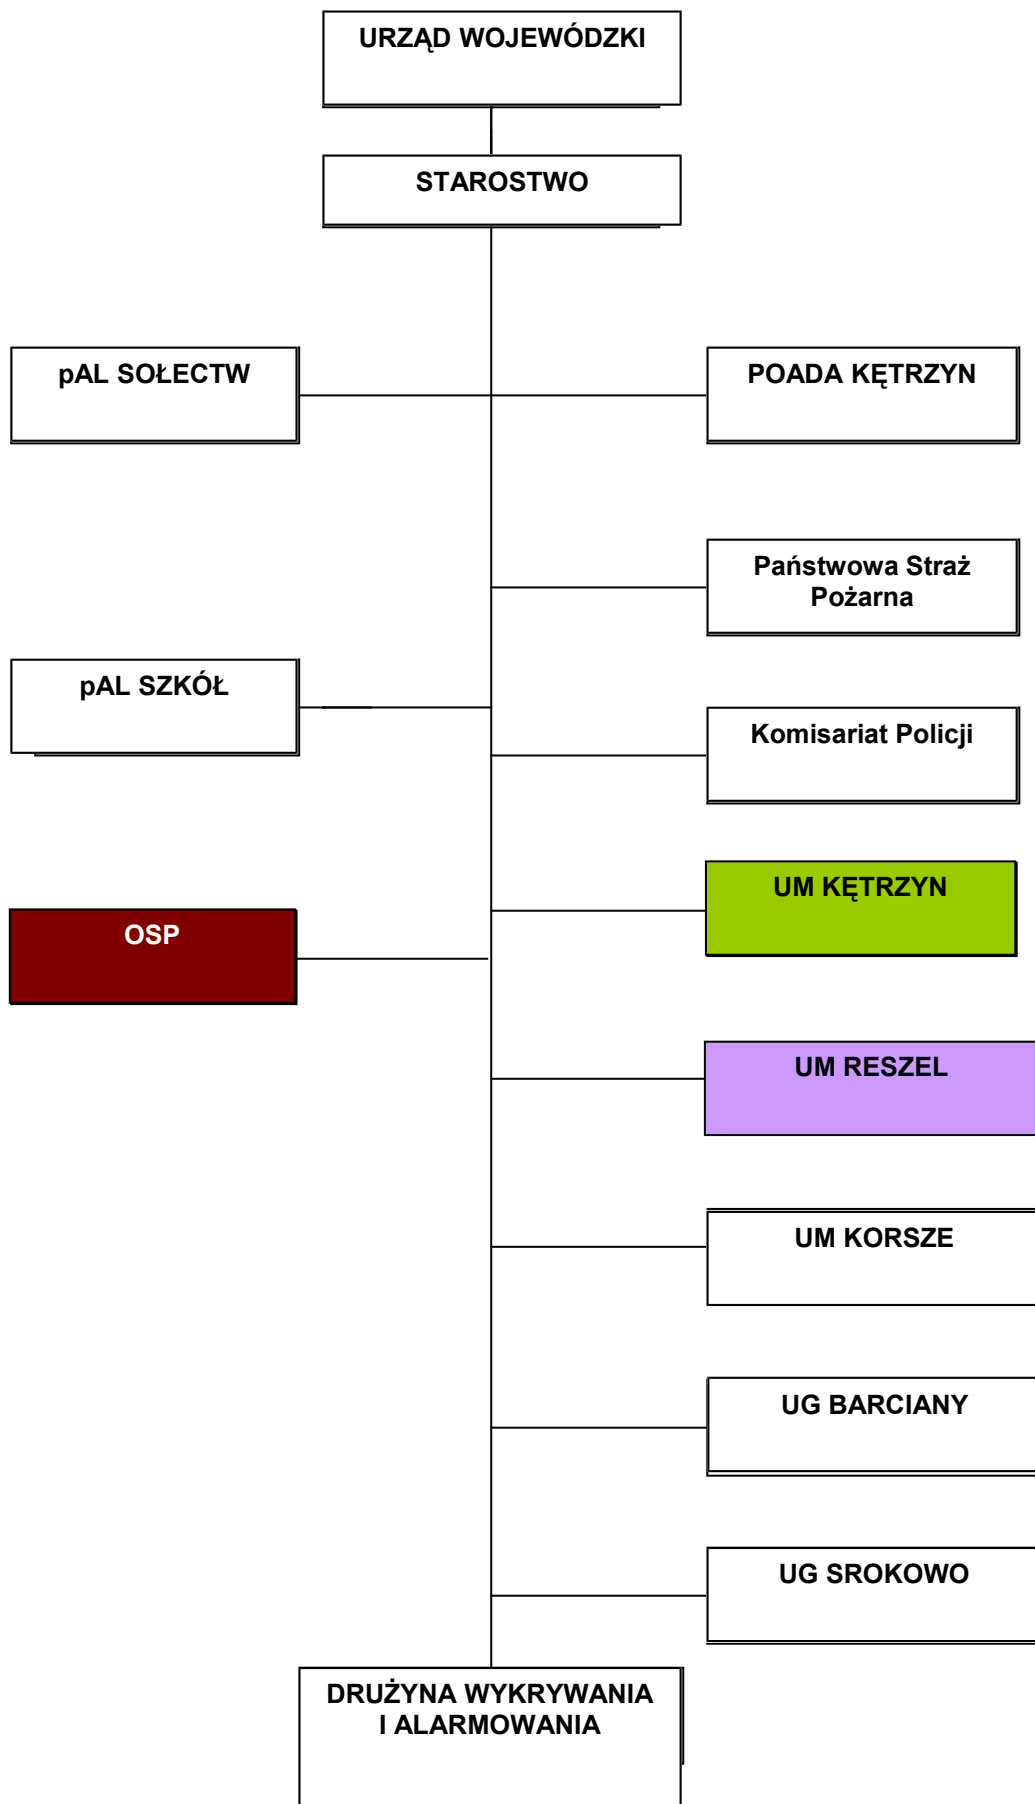 URZĄD WOJEWÓDZKI
STAROSTWO
pAL SOŁECTW
POADA KĘTRZYN
Państwowa Straż
Pożarna
pAL SZKÓŁ
Komisariat Policji
UM KĘTRZYN
OSP
UM RESZEL
UM KORSZE
UG BARCIANY
UG SROKOWO
DRUŻYNA WYKRYWANIA
I ALARMOWANIA